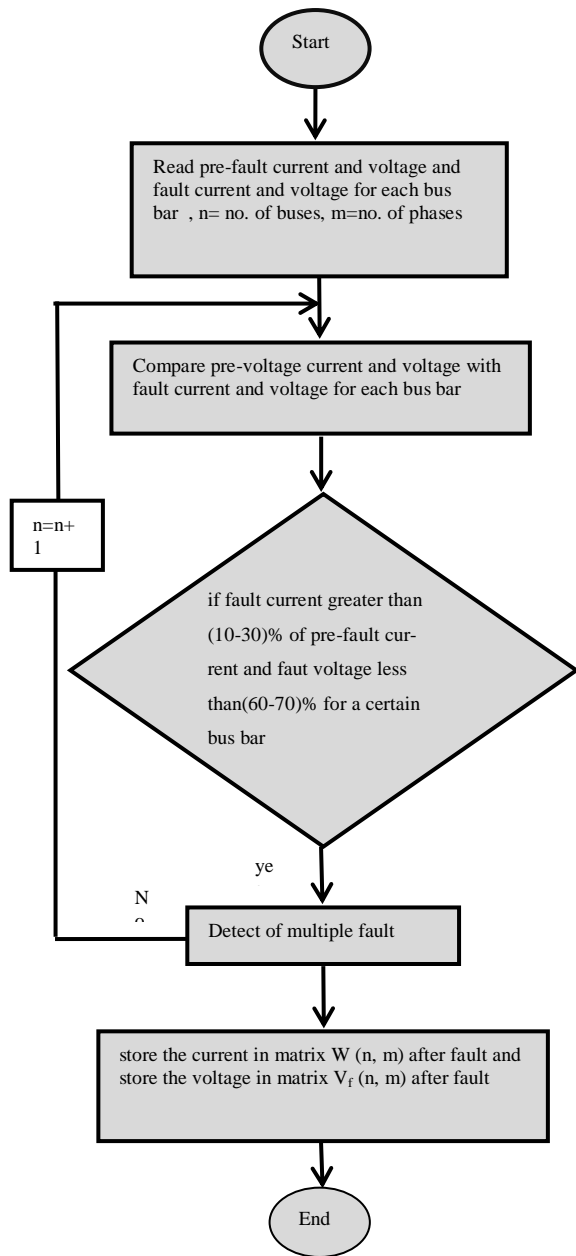 Start
Read pre-fault current and voltage and
fault current and voltage for each bus
bar , n= no. of buses, m=no. of phases
Compare pre-voltage current and voltage with
fault current and voltage for each bus bar
n=n+
1
if fault current greater than
(10-30)% of pre-fault cur-
rent and faut voltage less
than(60-70)% for a certain
bus bar
ye
N
Detect of multiple fault
store the current in matrix W (n, m) after fault and
store the voltage in matrix V_f (n, m) after fault
End